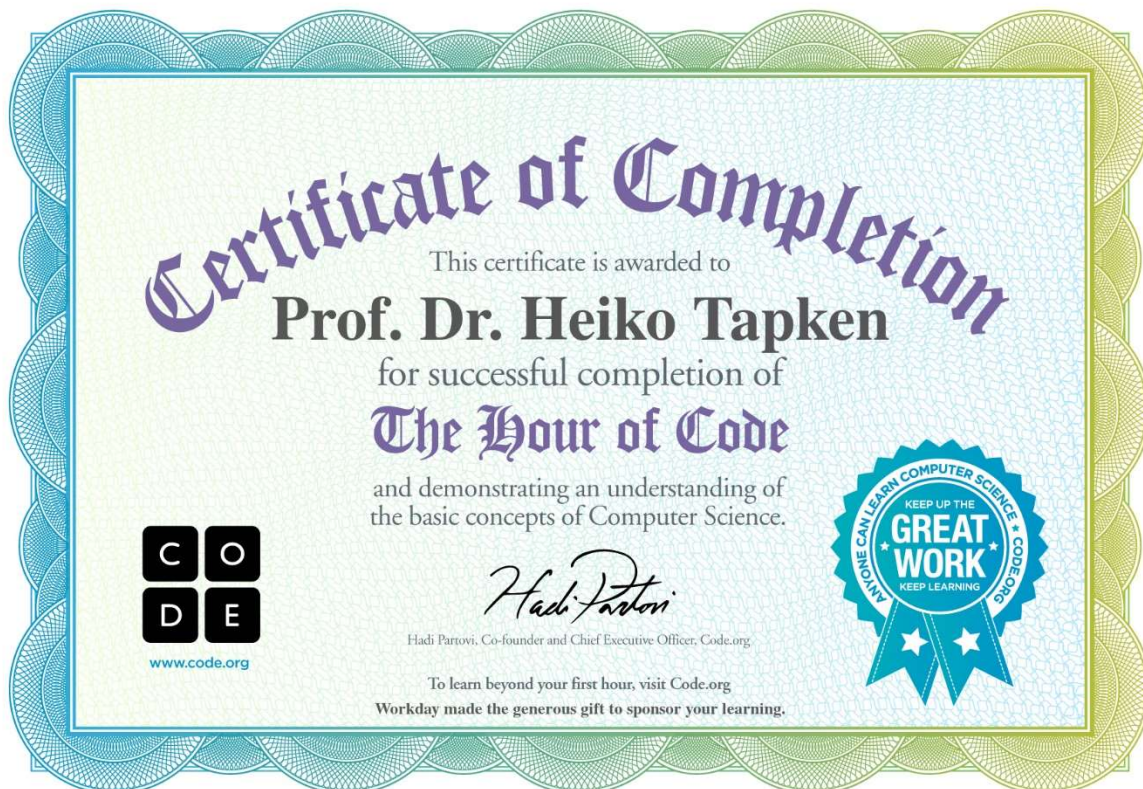 Certificate of Completion
This certificate is awarded to
Prof. Dr. Heiko Tapken
for successful completion of
The Hour of Code
and demonstrating an understanding of
the basic concepts of Computer Science.
C O
D E
www.code.org
Hadi Partovi
Hadi Partovi, Co-founder and Chief Executive Officer, Code.org
To learn beyond your first hour, visit Code.org
Workday made the generous gift to sponsor your learning.
ANYONE CAN LEARN COMPUTER SCIENCE * CODE.ORG
KEEP UP THE
GREAT
WORK
KEEP LEARNING